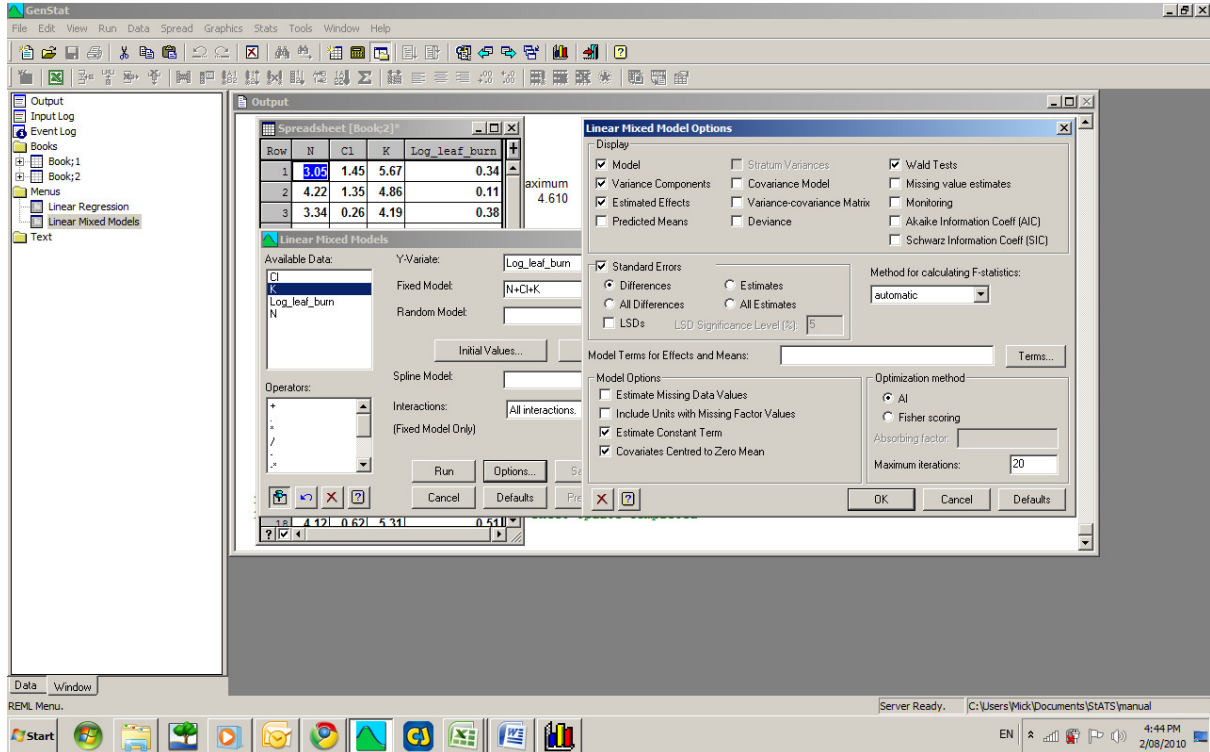 GenStat
File Edit View Run Data Spread Graphics Stats Tools Window Help
Output
Input Log
Event Log
Books
Book;1
Book;2
Menus
Linear Regression
Linear Mixed Models
Text
Output
Spreadsheet [Book;2]*
Row N Cl K Log_leaf_burn
1 3.05 1.45 5.67 0.34
2 4.22 1.35 4.86 0.11
3 3.34 0.26 4.19 0.38
aximum
4.610
Linear Mixed Models
Available Data:
Cl
K
Log_leaf_burn
N
Y-Variate: Log_leaf_burn
Fixed Model: N+Cl+K
Random Model:
Initial Values...
Spline Model:
Operators:
+
.
*
/
Interactions: All interactions.
(Fixed Model Only)
Run Options...
Cancel Defaults
18 4.12 0.62 5.31 0.51
Linear Mixed Model Options
Display
Model Stratum Variances Wald Tests
Variance Components Covariance Model Missing value estimates
Estimated Effects Variance-covariance Matrix Monitoring
Predicted Means Deviance Akaike Information Coeff (AIC)
Schwarz Information Coeff (SIC)
Standard Errors
Differences Estimates
All Differences All Estimates
LSDs LSD Significance Level (%): 5
Method for calculating F-statistics:
automatic
Model Terms for Effects and Means: Terms...
Model Options
Estimate Missing Data Values
Include Units with Missing Factor Values
Estimate Constant Term
Covariates Centred to Zero Mean
Optimization method
AI
Fisher scoring
Absorbing factor:
Maximum iterations: 20
OK Cancel Defaults
Data Window
REML Menu. Server Ready. C:\Users\Mick\Documents\StATS\manual
Start EN 4:44 PM
2/08/2010